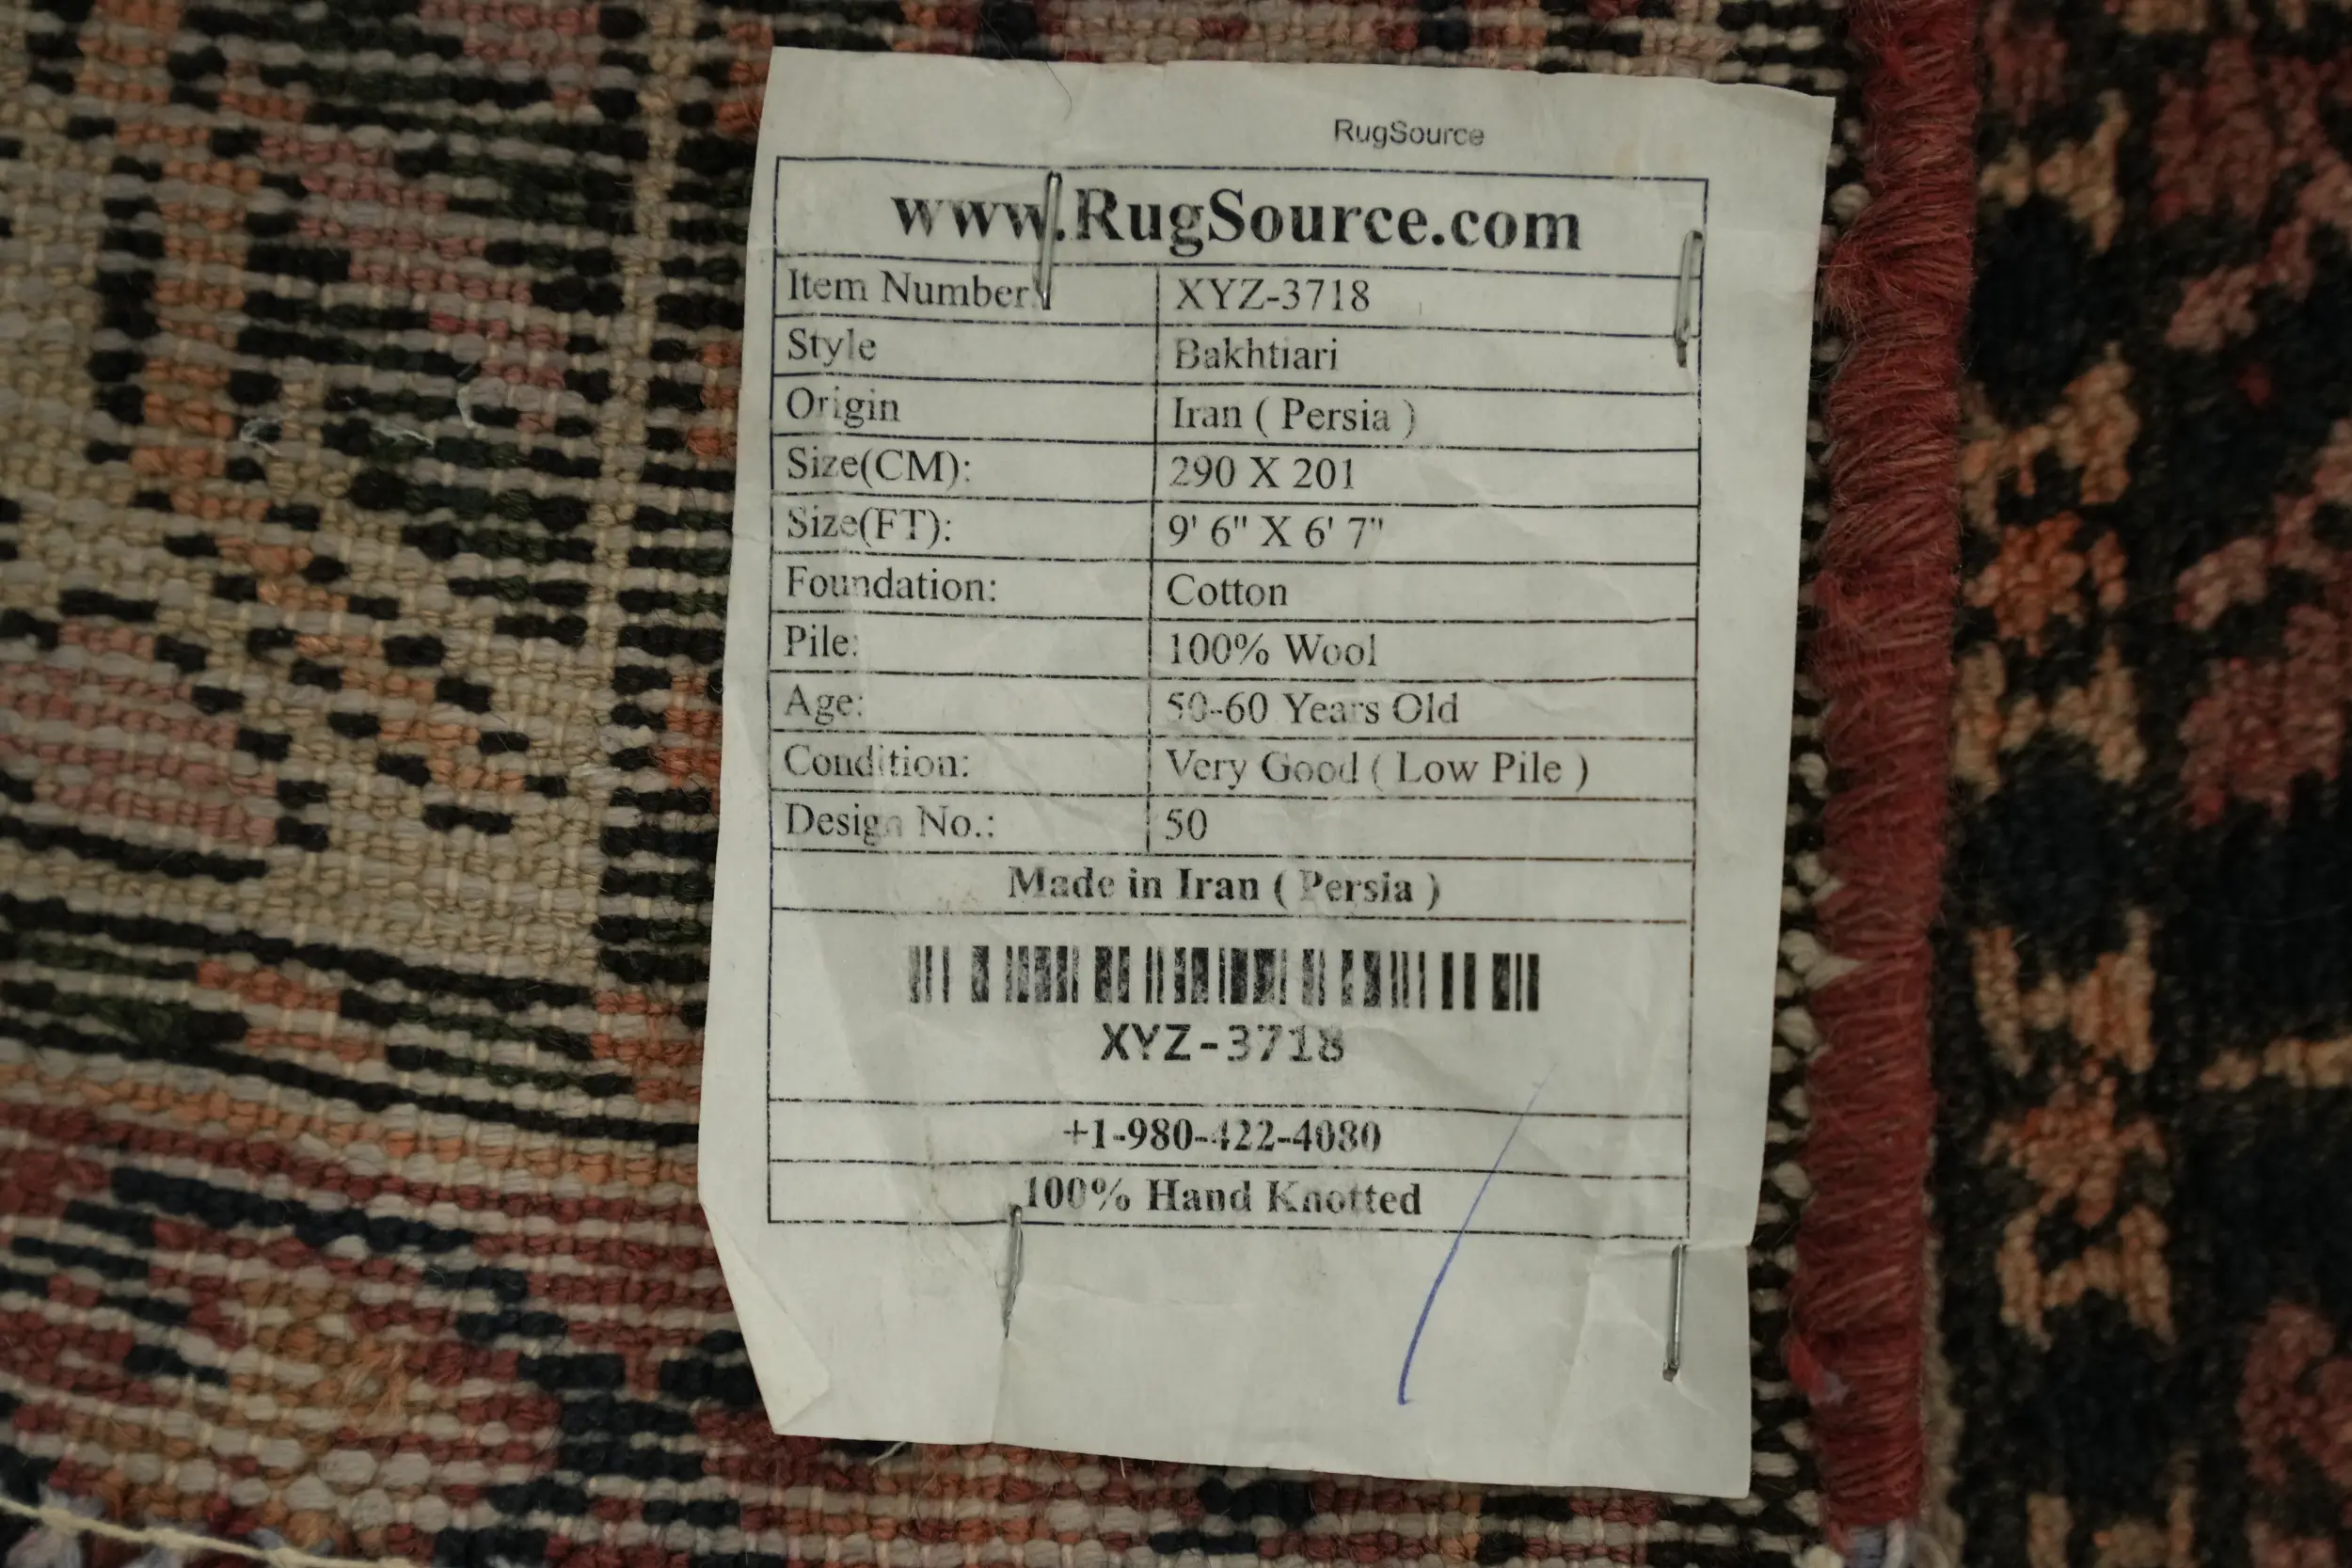 RugSource
www.RugSource.com
Item Number XYZ-3718
Style Bakhtiari
Origin Iran ( Persia )
Size(CM): 290 X 201
Size(FT): 9' 6" X 6' 7"
Foundation: Cotton
Pile: 100% Wool
Age: 50-60 Years Old
Condition: Very Good ( Low Pile )
Design No.: 50
Made in Iran ( Persia )
XYZ-3718
+1-980-422-4080
100% Hand Knotted